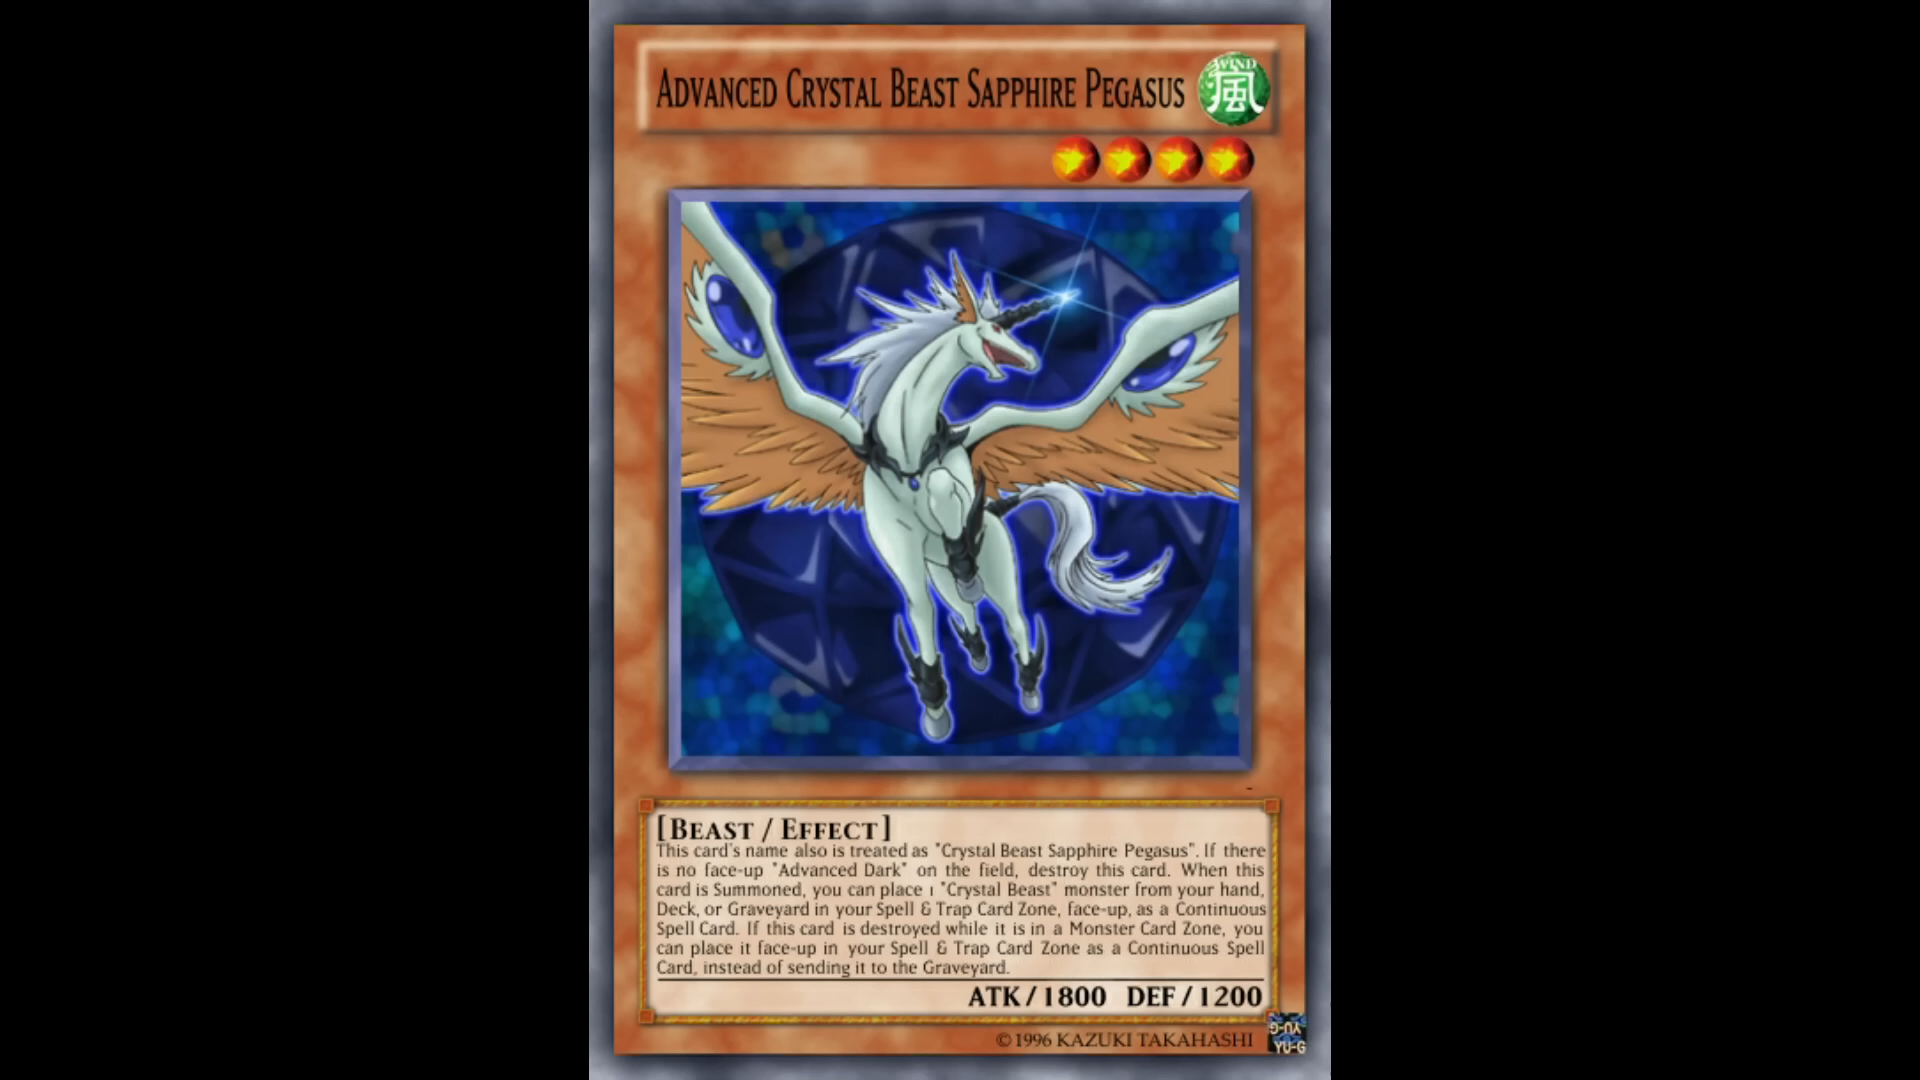 ADVANCED CRYSTAL BEAST SAPPHIRE PEGASUS
WIND
風
-
[BEAST / EFFECT]
This card's name also is treated as "Crystal Beast Sapphire Pegasus". If there
is no face-up "Advanced Dark" on the field, destroy this card. When this
card is Summoned, you can place 1 "Crystal Beast" monster from your hand,
Deck, or Graveyard in your Spell & Trap Card Zone, face-up, as a Continuous
Spell Card. If this card is destroyed while it is in a Monster Card Zone, you
can place it face-up in your Spell & Trap Card Zone as a Continuous Spell
Card, instead of sending it to the Graveyard.
ATK / 1800 DEF / 1200
©1996 KAZUKI TAKAHASHI
YU-G
YU-G